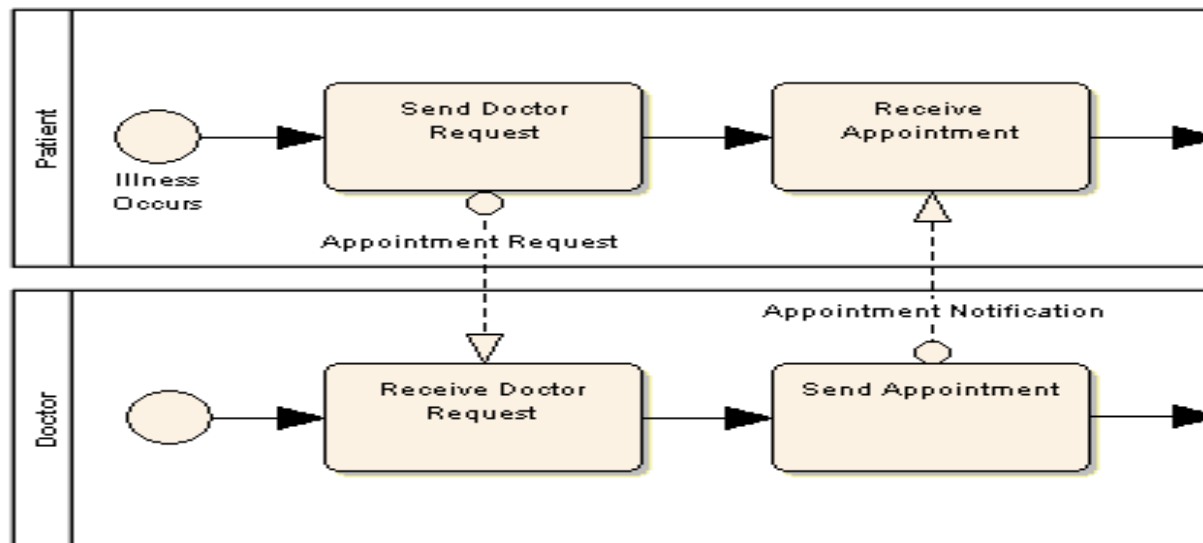 Patient
Send Doctor
Request
Receive
Appointment
Illness
Occurs
Appointment Request
Doctor
Appointment Notification
Receive Doctor
Request
Send Appointment